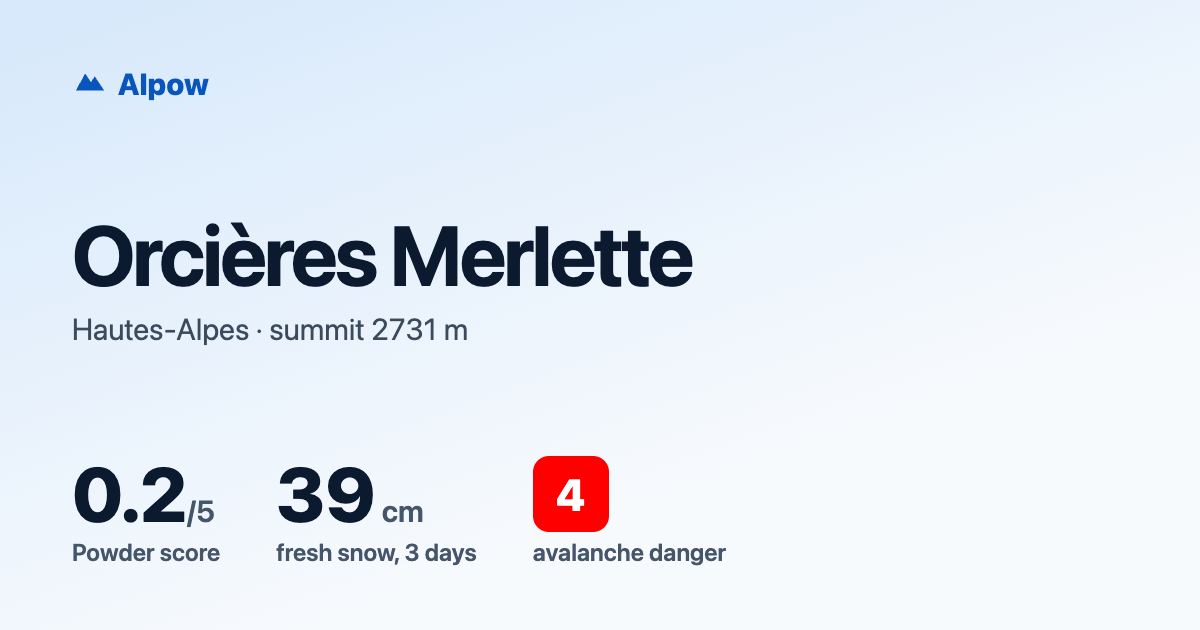 Alpow
Orcières Merlette
Hautes-Alpes · summit 2731 m
0.2/5
Powder score
39 cm
fresh snow, 3 days
4
avalanche danger